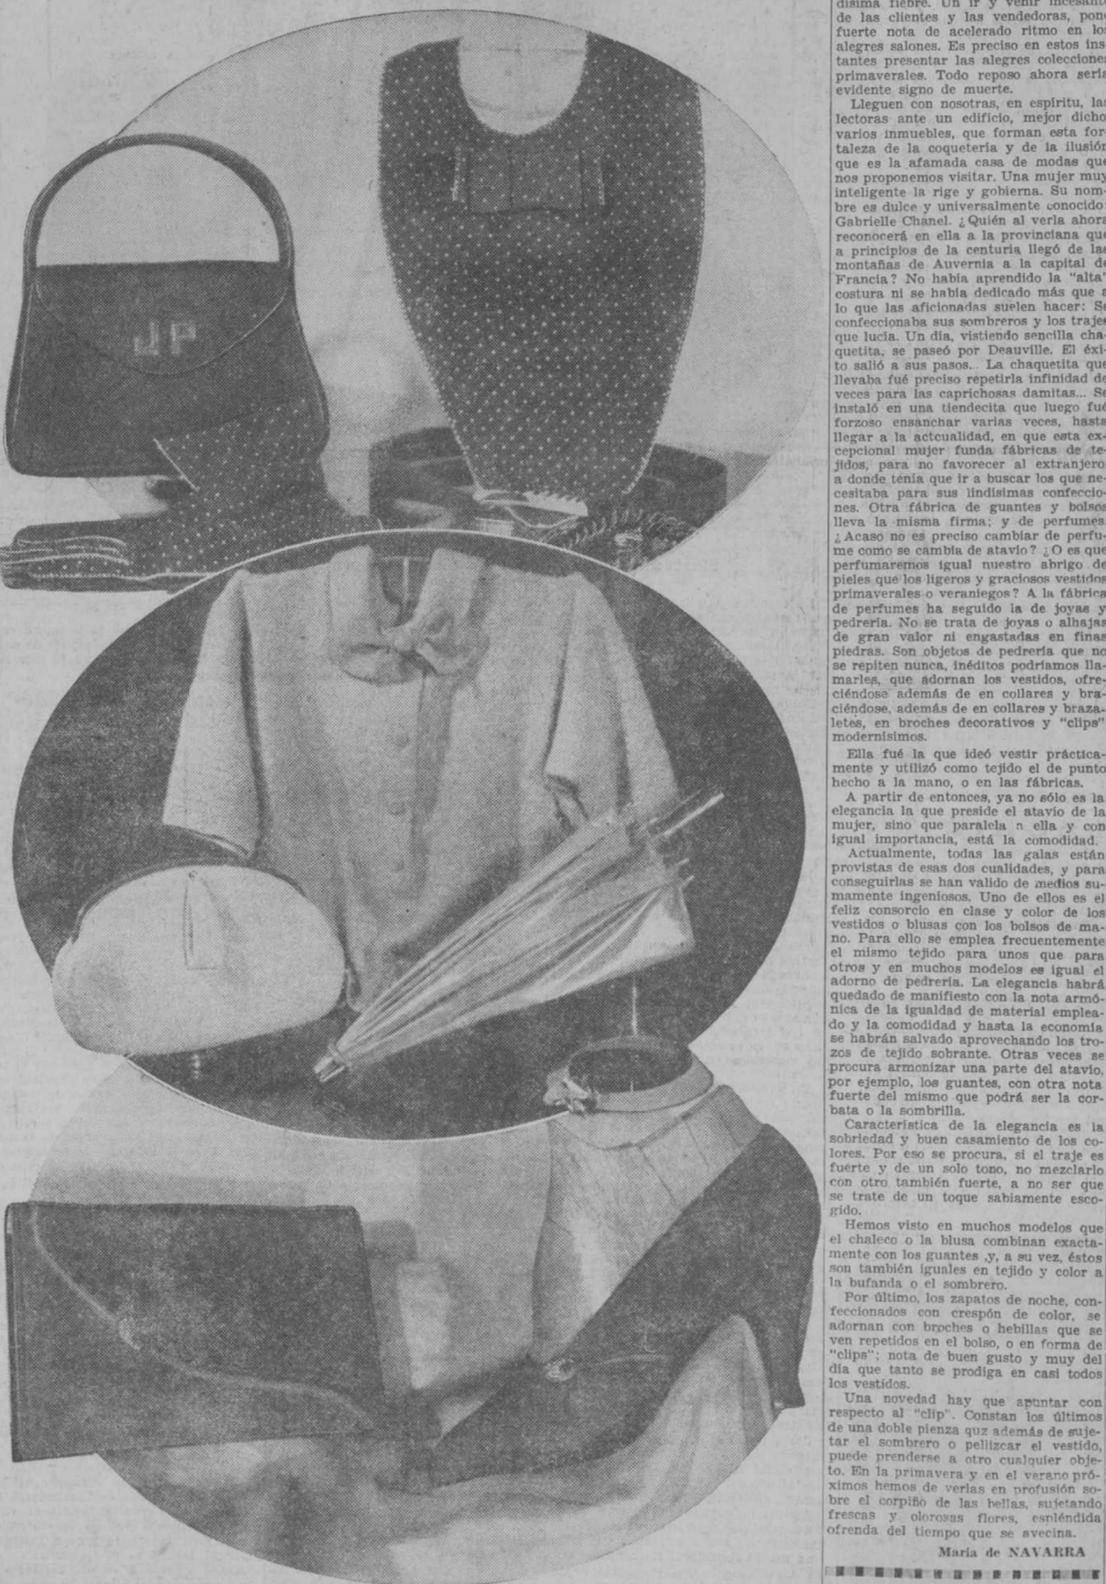 JP
disima fiebre. Un ir y venir incesante
de las clientes y las vendedoras, pone
fuerte nota de acelerado ritmo en los
alegres salones. Es preciso en estos ins-
tantes presentar las alegres colecciones
primaverales. Todo reposo ahora sería
evidente signo de muerte.
Lleguen con nosotras, en espíritu, las
lectoras ante un edificio, mejor dicho
varios inmuebles, que forman esta for-
taleza de la coquetería y de la ilusión
que es la afamada casa de modas que
nos proponemos visitar. Una mujer muy
inteligente la rige y gobierna. Su nom-
bre es dulce y universalmente conocido:
Gabrielle Chanel. ¿Quién al verla ahora
reconocerá en ella a la provinciana que
a principios de la centuria llegó de las
montañas de Auvernia a la capital de
Francia? No había aprendido la "alta"
costura ni se había dedicado más que a
lo que las aficionadas suelen hacer: Se
confeccionaba sus sombreros y los trajes
que lucía. Un día, vistiendo sencilla cha-
quetita, se paseó por Deauville. El éxi-
to salió a sus pasos... La chaquetita que
llevaba fué preciso repetirla infinidad de
veces para las caprichosas damitas... Se
instaló en una tiendecita que luego fué
forzoso ensanchar varias veces, hasta
llegar a la actcualidad, en que esta ex-
cepcional mujer funda fábricas de te-
jidos, para no favorecer al extranjero,
a donde tenía que ir a buscar los que ne-
cesitaba para sus lindísimas confeccio-
nes. Otra fábrica de guantes y bolsos
lleva la misma firma; y de perfumes.
¿Acaso no es preciso cambiar de perfu-
me como se cambia de atavío? ¿O es que
perfumaremos igual nuestro abrigo de
pieles que los ligeros y graciosos vestidos
primaverales o veraniegos? A la fábrica
de perfumes ha seguido la de joyas y
pedrería. No se trata de joyas o alhajas
de gran valor ni engastadas en finas
piedras. Son objetos de pedrería que no
se repiten nunca, inéditos podríamos lla-
marles, que adornan los vestidos, ofre-
ciéndose además de en collares y bra-
ciéndose, además de en collares y braza-
letes, en broches decorativos y "clips"
modernísimos.
Ella fué la que ideó vestir práctica-
mente y utilizó como tejido el de punto
hecho a la mano, o en las fábricas.
A partir de entonces, ya no sólo es la
elegancia la que preside el atavío de la
mujer, sino que paralela a ella y con
igual importancia, está la comodidad.
Actualmente, todas las galas están
provistas de esas dos cualidades, y para
conseguirlas se han valido de medios su-
mamente ingeniosos. Uno de ellos es el
feliz consorcio en clase y color de los
vestidos o blusas con los bolsos de ma-
no. Para ello se emplea frecuentemente
el mismo tejido para unos que para
otros y en muchos modelos es igual el
adorno de pedrería. La elegancia habrá
quedado de manifiesto con la nota armó-
nica de la igualdad de material emplea-
do y la comodidad y hasta la economía
se habrán salvado aprovechando los tro-
zos de tejido sobrante. Otras veces se
procura armonizar una parte del atavío,
por ejemplo, los guantes, con otra nota
fuerte del mismo que podrá ser la cor-
bata o la sombrilla.
Característica de la elegancia es la
sobriedad y buen casamiento de los co-
lores. Por eso se procura, si el traje es
fuerte y de un solo tono, no mezclarlo
con otro también fuerte, a no ser que
se trate de un toque sabiamente esco-
gido.
Hemos visto en muchos modelos que
el chaleco o la blusa combinan exacta-
mente con los guantes ,y, a su vez, éstos
son también iguales en tejido y color a
la bufanda o el sombrero.
Por último, los zapatos de noche, con-
feccionados con crespón de color, se
adornan con broches o hebillas que se
ven repetidos en el bolso, o en forma de
"clips"; nota de buen gusto y muy del
día que tanto se prodiga en casi todos
los vestidos.
Una novedad hay que apuntar con
respecto al "clip". Constan los últimos
de una doble pienza quz además de suje-
tar el sombrero o pellizcar el vestido,
puede prenderse a otro cualquier obje-
to. En la primavera y en el verano pró-
ximos hemos de verlas en profusión so-
bre el corpiño de las bellas, sujetando
frescas y olorosas flores, espléndida
ofrenda del tiempo que se avecina.
María de NAVARRA